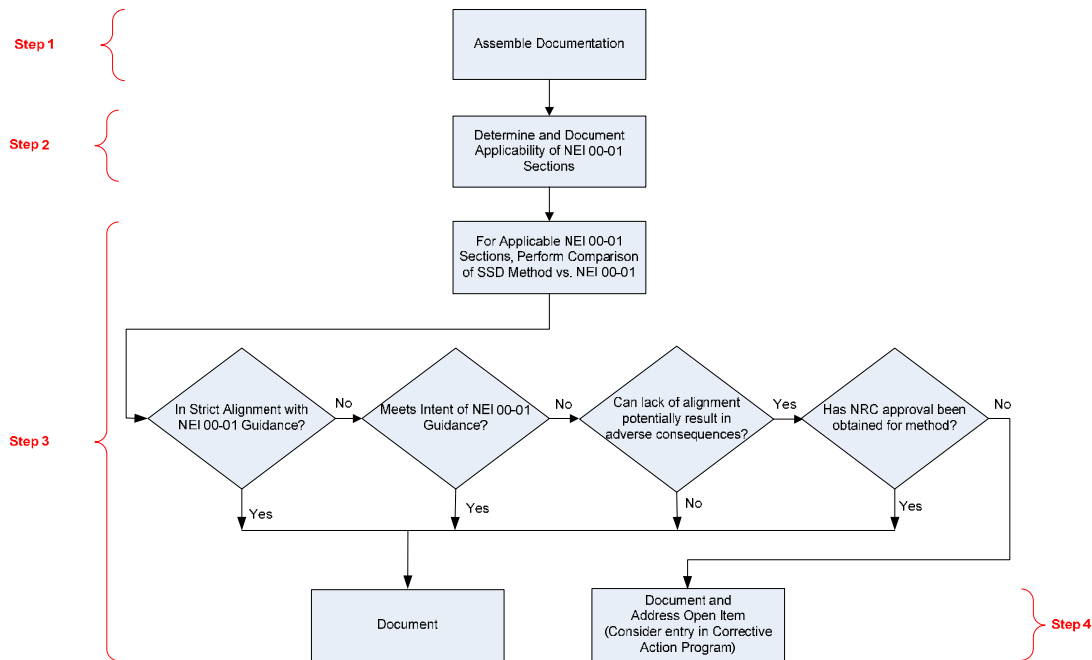 Step 1
Assemble Documentation
Step 2
Determine and Document
Applicability of NEI 00-01
Sections
For Applicable NEI 00-01
Sections, Perform Comparison
of SSD Method vs. NEI 00-01
Step 3
In Strict Alignment with
NEI 00-01 Guidance?
No
Meets Intent of NEI 00-01
Guidance?
No
Can lack of alignment
potentially result in
adverse consequences?
Yes
Has NRC approval been
obtained for method?
No
Yes
Yes
No
Yes
Document
Document and
Address Open Item
(Consider entry in Corrective
Action Program)
Step 4